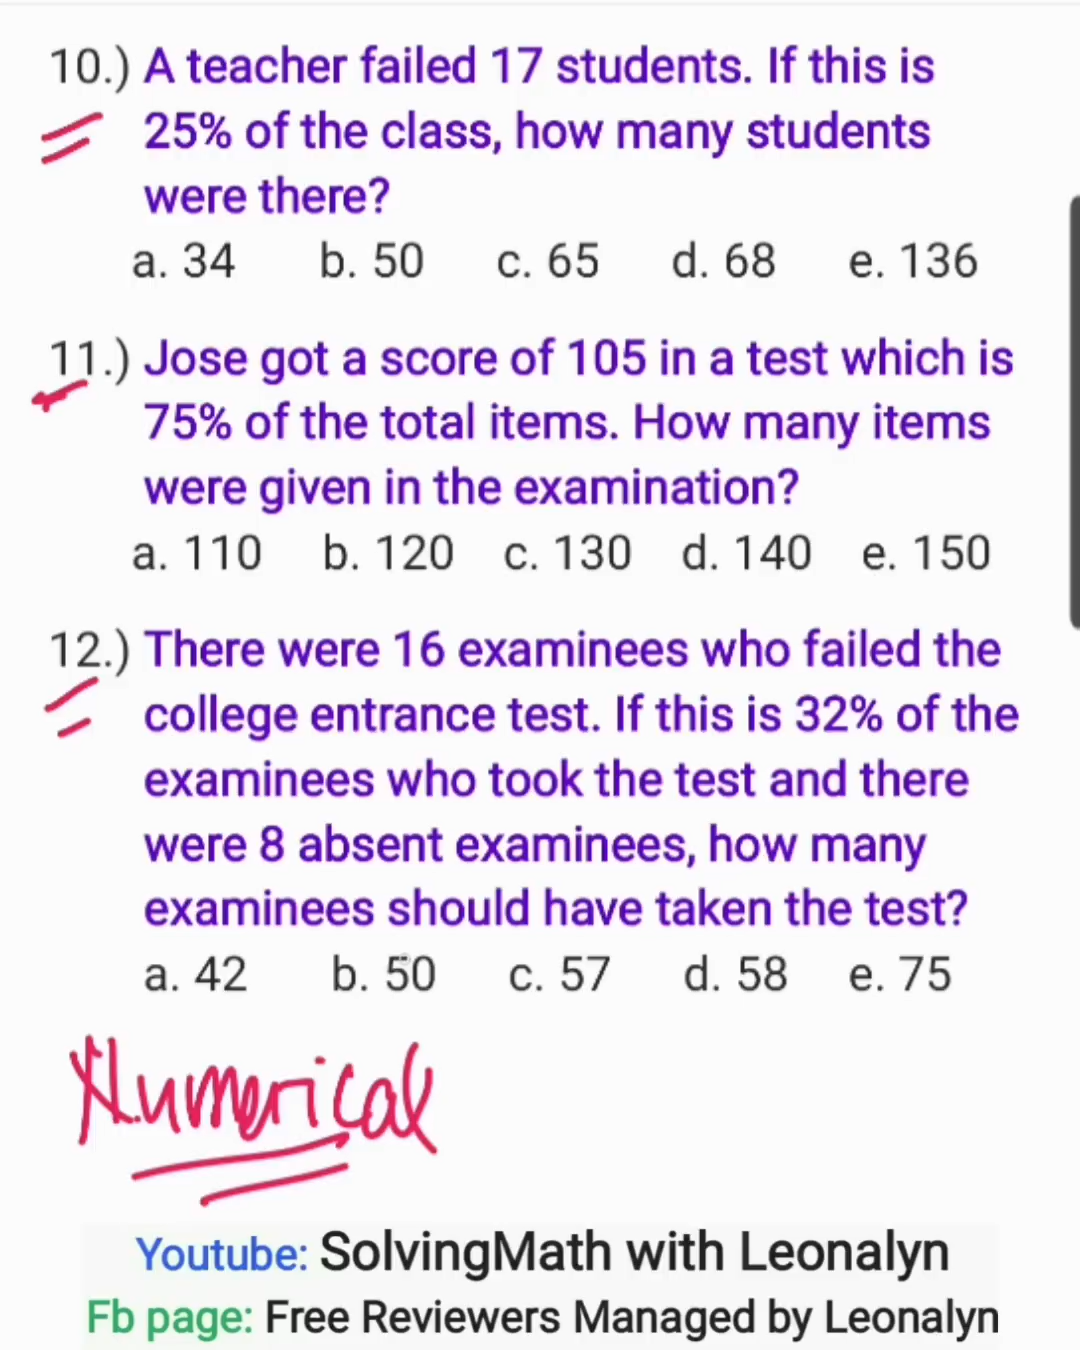 10.) A teacher failed 17 students. If this is
25% of the class, how many students
were there?
a. 34 b. 50 c. 65 d. 68 e. 136
11.) Jose got a score of 105 in a test which is
75% of the total items. How many items
were given in the examination?
a. 110 b. 120 c. 130 d. 140 e. 150
12.) There were 16 examinees who failed the
college entrance test. If this is 32% of the
examinees who took the test and there
were 8 absent examinees, how many
examinees should have taken the test?
a. 42 b. 50 c. 57 d. 58 e. 75
Numerical
Youtube: SolvingMath with Leonalyn
Fb page: Free Reviewers Managed by Leonalyn